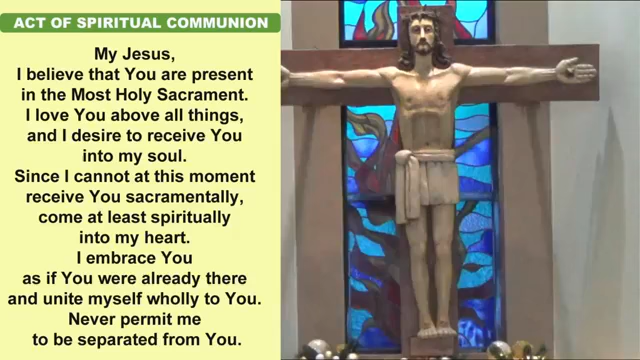 ACT OF SPIRITUAL COMMUNION
My Jesus,
I believe that You are present
in the Most Holy Sacrament.
I love You above all things,
and I desire to receive You
into my soul.
Since I cannot at this moment
receive You sacramentally,
come at least spiritually
into my heart.
I embrace You
as if You were already there
and unite myself wholly to You.
Never permit me
to be separated from You.